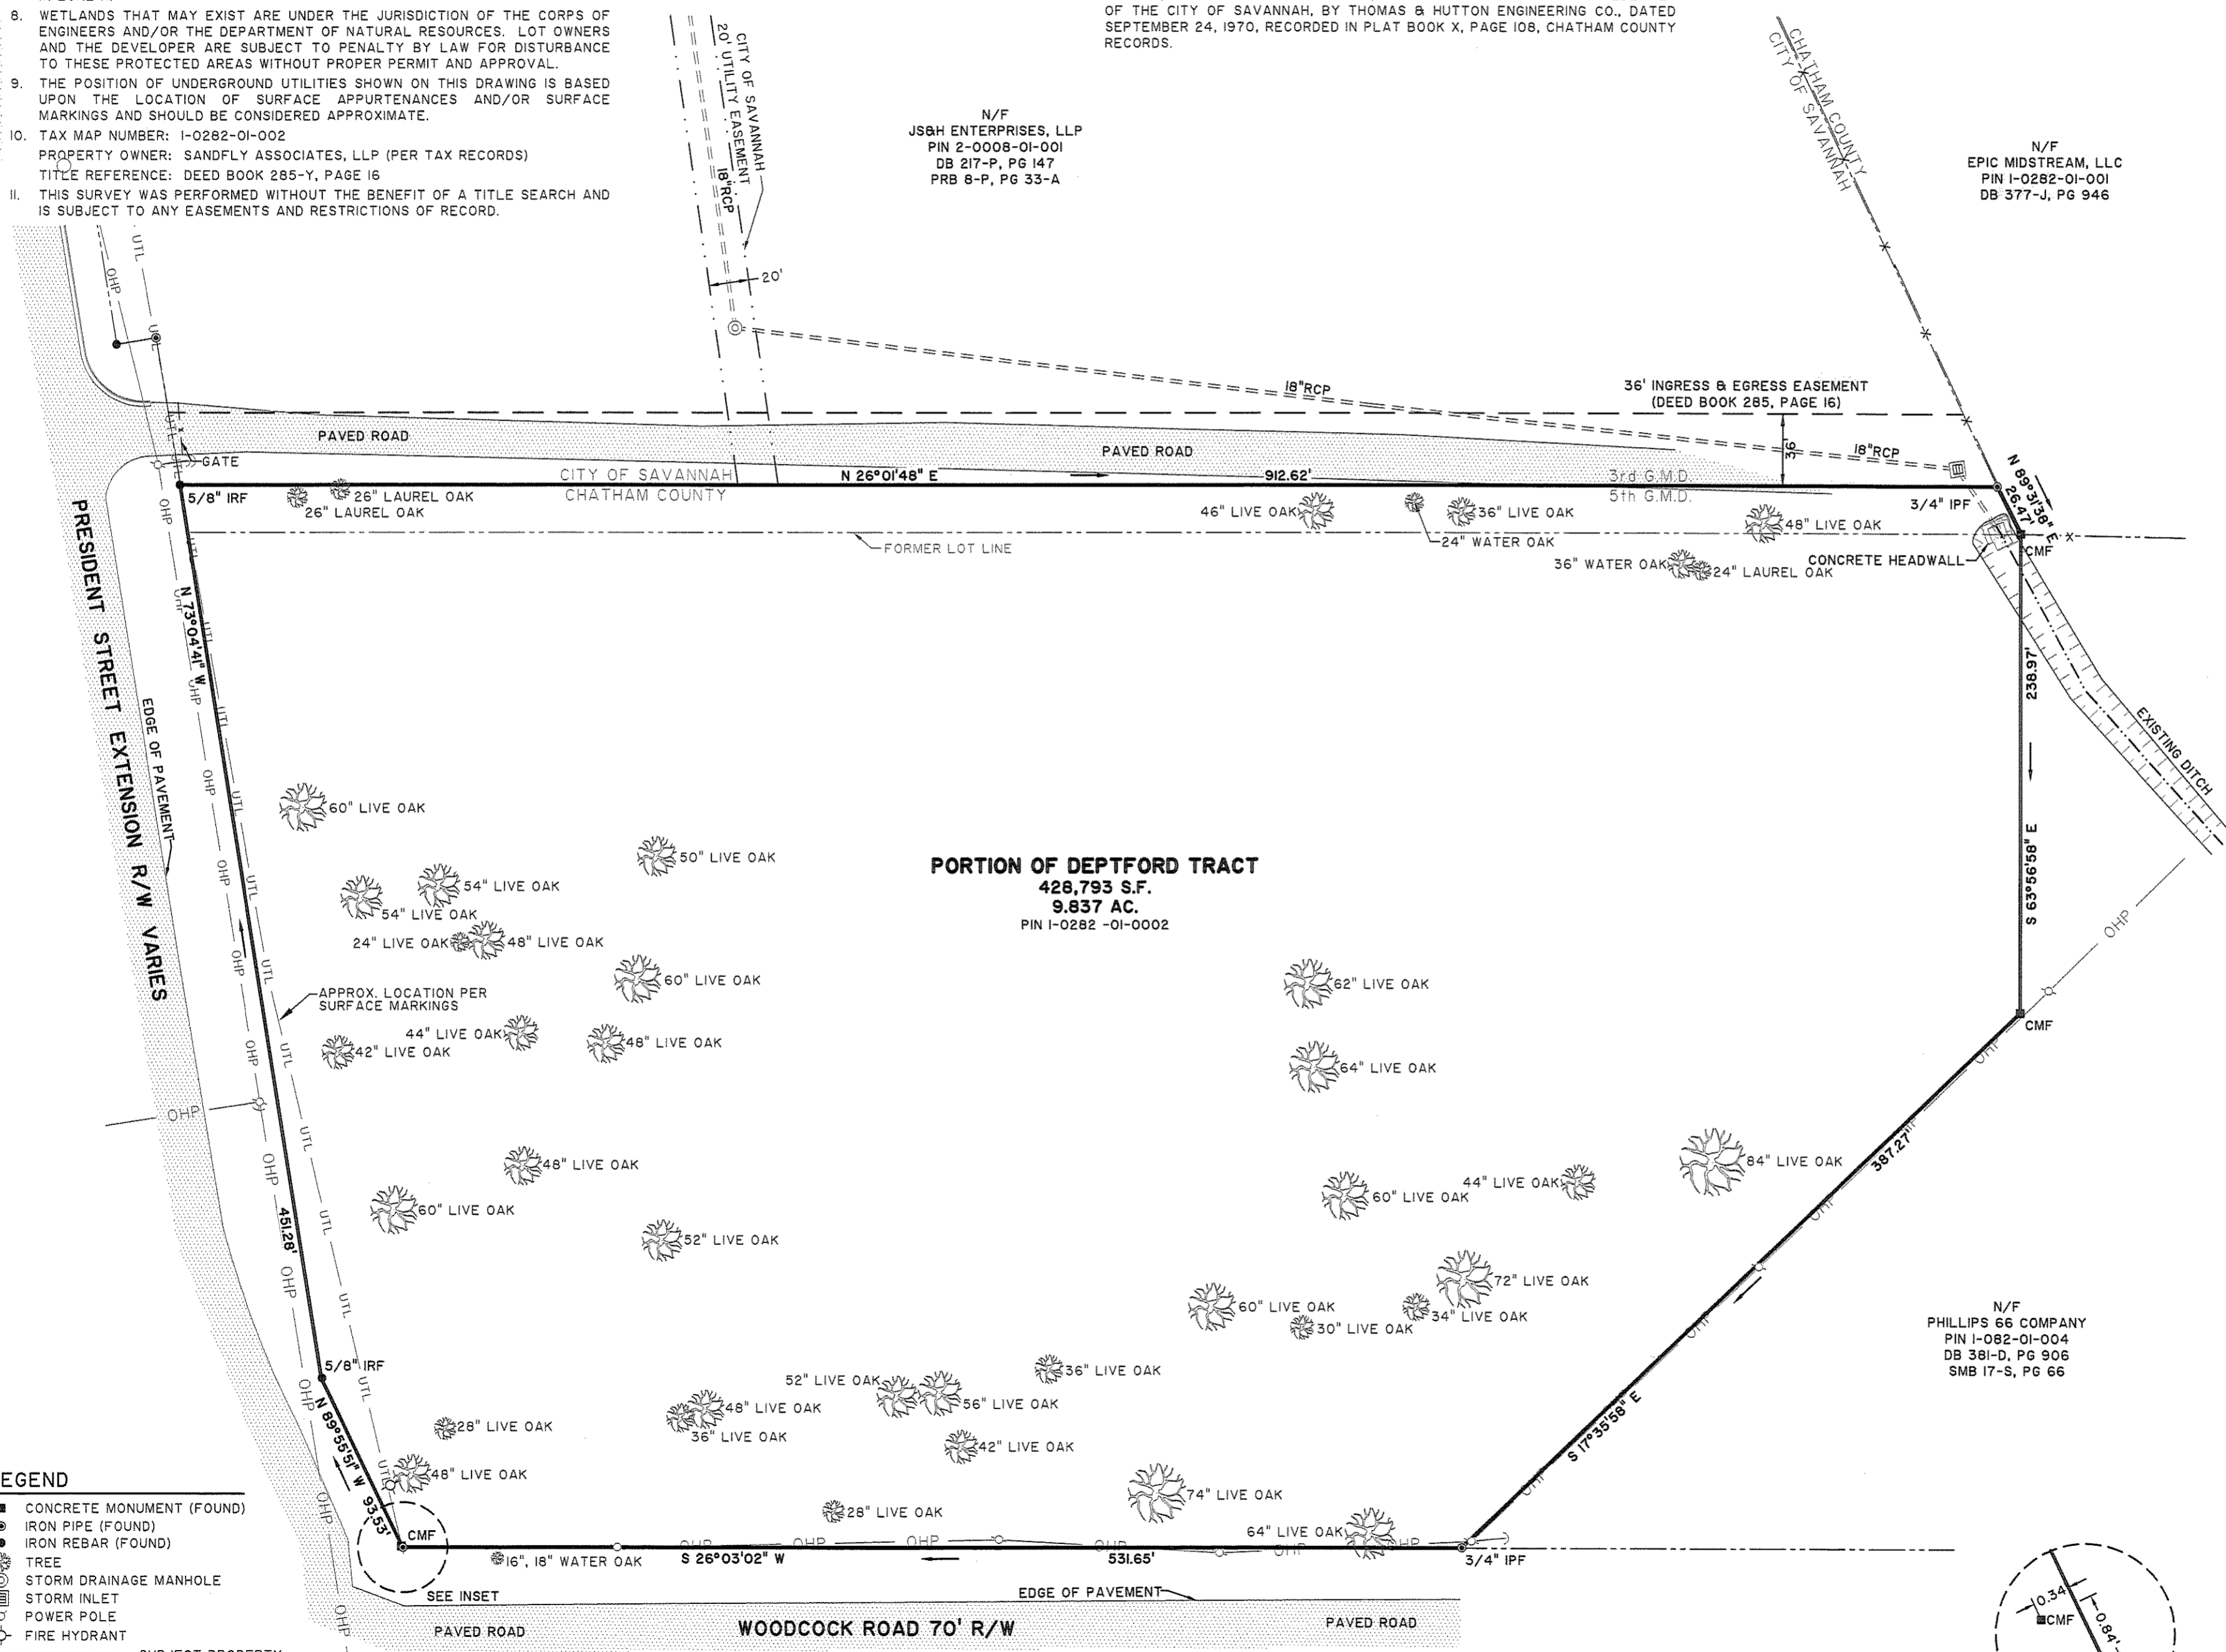 8. WETLANDS THAT MAY EXIST ARE UNDER THE JURISDICTION OF THE CORPS OF
ENGINEERS AND/OR THE DEPARTMENT OF NATURAL RESOURCES. LOT OWNERS
AND THE DEVELOPER ARE SUBJECT TO PENALTY BY LAW FOR DISTURBANCE
TO THESE PROTECTED AREAS WITHOUT PROPER PERMIT AND APPROVAL.
9. THE POSITION OF UNDERGROUND UTILITIES SHOWN ON THIS DRAWING IS BASED
UPON THE LOCATION OF SURFACE APPURTENANCES AND/OR SURFACE
MARKINGS AND SHOULD BE CONSIDERED APPROXIMATE.
10. TAX MAP NUMBER: 1-0282-01-002
PROPERTY OWNER: SANDFLY ASSOCIATES, LLP (PER TAX RECORDS)
TITLE REFERENCE: DEED BOOK 285-Y, PAGE 16
11. THIS SURVEY WAS PERFORMED WITHOUT THE BENEFIT OF A TITLE SEARCH AND
IS SUBJECT TO ANY EASEMENTS AND RESTRICTIONS OF RECORD.
OF THE CITY OF SAVANNAH, BY THOMAS & HUTTON ENGINEERING CO., DATED
SEPTEMBER 24, 1970, RECORDED IN PLAT BOOK X, PAGE 108, CHATHAM COUNTY
RECORDS.
CITY OF SAVANNAH
20' UTILITY EASEMENT
18"RCP
20'
N/F
JS&H ENTERPRISES, LLP
PIN 2-0008-01-001
DB 217-P, PG 147
PRB 8-P, PG 33-A
CHATHAM COUNTY
CITY OF SAVANNAH
N/F
EPIC MIDSTREAM, LLC
PIN 1-0282-01-001
DB 377-J, PG 946
UTL
OHP
UTL
18"RCP
36' INGRESS & EGRESS EASEMENT
(DEED BOOK 285, PAGE 16)
36'
18"RCP
PAVED ROAD
PAVED ROAD
GATE
CITY OF SAVANNAH
CHATHAM COUNTY
N 26°01'48" E
912.62'
3rd G.M.D.
5th G.M.D.
N 89°31'38" E
26.47'
5/8" IRF
26" LAUREL OAK
26" LAUREL OAK
46" LIVE OAK
36" LIVE OAK
24" WATER OAK
48" LIVE OAK
3/4" IPF
FORMER LOT LINE
36" WATER OAK
24" LAUREL OAK
CONCRETE HEADWALL
CMF
EXISTING DITCH
238.97'
S 63°56'58" E
OHP
CMF
PRESIDENT STREET EXTENSION R/W VARIES
EDGE OF PAVEMENT
N 73°04'41" W
OHP
UTL
60" LIVE OAK
50" LIVE OAK
54" LIVE OAK
54" LIVE OAK
24" LIVE OAK
48" LIVE OAK
60" LIVE OAK
PORTION OF DEPTFORD TRACT
428,793 S.F.
9.837 AC.
PIN 1-0282 -01-0002
APPROX. LOCATION PER
SURFACE MARKINGS
44" LIVE OAK
42" LIVE OAK
48" LIVE OAK
62" LIVE OAK
64" LIVE OAK
OHP
48" LIVE OAK
60" LIVE OAK
52" LIVE OAK
84" LIVE OAK
44" LIVE OAK
60" LIVE OAK
387.27'
451.28'
72" LIVE OAK
60" LIVE OAK
34" LIVE OAK
30" LIVE OAK
N/F
PHILLIPS 66 COMPANY
PIN 1-082-01-004
DB 381-D, PG 906
SMB 17-S, PG 66
5/8" IRF
36" LIVE OAK
52" LIVE OAK
56" LIVE OAK
48" LIVE OAK
36" LIVE OAK
28" LIVE OAK
42" LIVE OAK
S 17°35'58" E
N 89°55'51" W
93.53'
48" LIVE OAK
74" LIVE OAK
28" LIVE OAK
64" LIVE OAK
CMF
16", 18" WATER OAK
S 26°03'02" W
OHP
OHP
531.65'
OHP
OHP
3/4" IPF
SEE INSET
EDGE OF PAVEMENT
PAVED ROAD
WOODCOCK ROAD 70' R/W
PAVED ROAD
EGEND
CONCRETE MONUMENT (FOUND)
IRON PIPE (FOUND)
IRON REBAR (FOUND)
TREE
STORM DRAINAGE MANHOLE
STORM INLET
POWER POLE
FIRE HYDRANT
0.34
CMF
0.84'